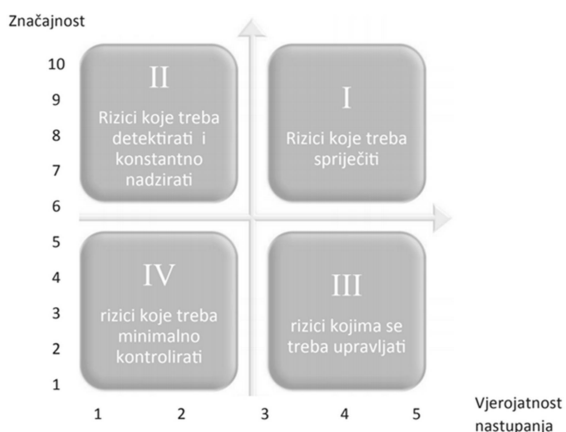 Značajnost
10
9
8
7
6
5
4
3
2
1
II
Rizici koje treba
detektirati i
konstantno
nadzirati
I
Rizici koje treba
spriječiti
IV
rizici koje treba
minimalno
kontrolirati
III
rizici kojima se
treba upravljati
1 2 3 4 5
Vjerojatnost
nastupanja